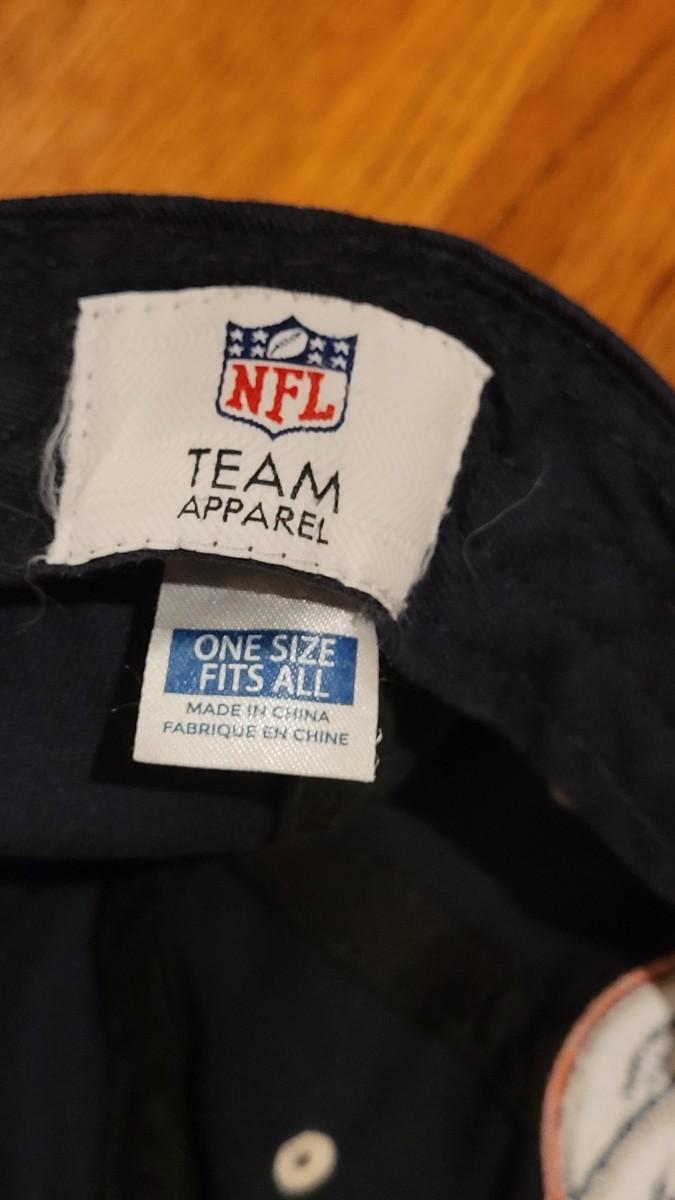 NFL
TEAM
APPAREL
ONE SIZE
FITS ALL
MADE IN CHINA
FABRIQUE EN CHINE